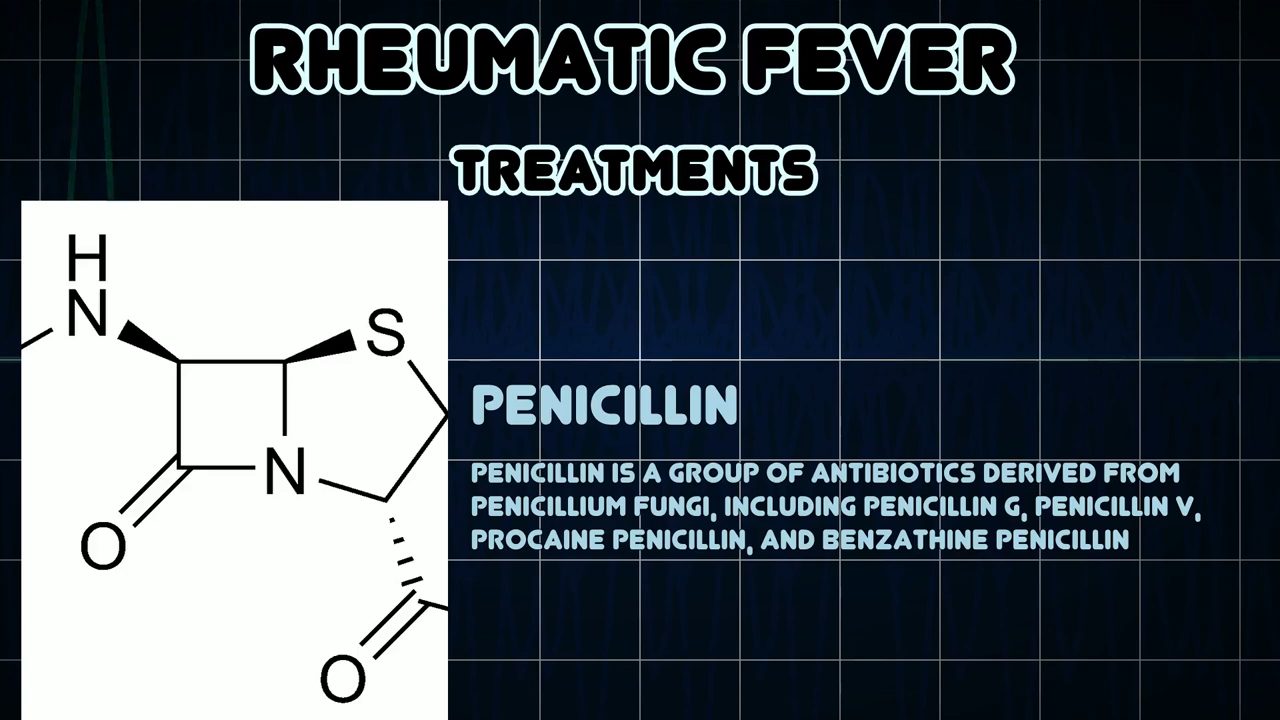 RHEUMATIC FEVER
TREATMENTS
H
N
S
N
O
O
PENICILLIN
PENICILLIN IS A GROUP OF ANTIBIOTICS DERIVED FROM
PENICILLIUM FUNGI, INCLUDING PENICILLIN G, PENICILLIN V,
PROCAINE PENICILLIN, AND BENZATHINE PENICILLIN